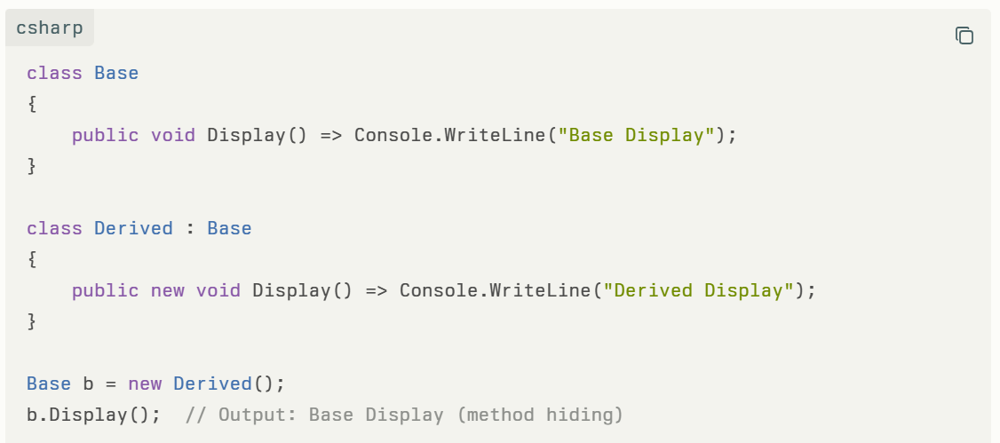 csharp
class Base
{
    public void Display() => Console.WriteLine("Base Display");
}

class Derived : Base
{
    public new void Display() => Console.WriteLine("Derived Display");
}

Base b = new Derived();
b.Display();  // Output: Base Display (method hiding)